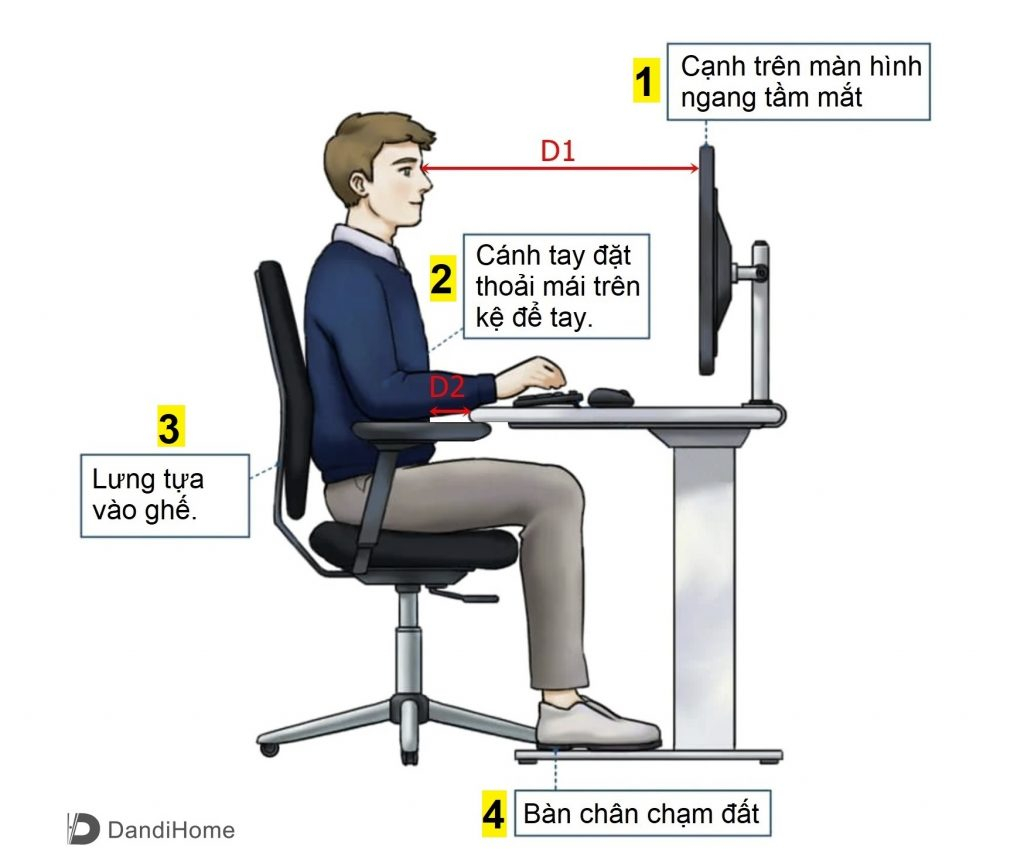 1
Cạnh trên màn hình
ngang tầm mắt
D1
2
Cánh tay đặt
thoải mái trên
kệ để tay.
D2
3
Lưng tựa
vào ghế.
4
Bàn chân chạm đất
DandiHome